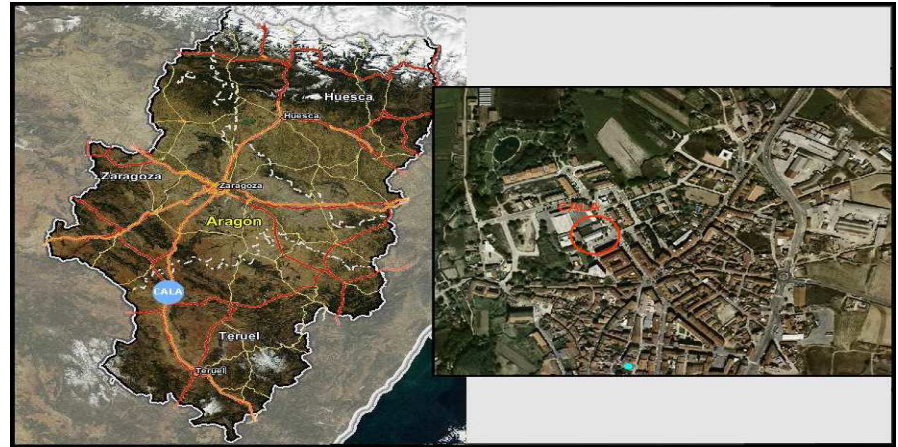 Huesca
Huesca
Zaragoza
Zaragoza
Aragón
CALA
Teruel
Teruel
CALA